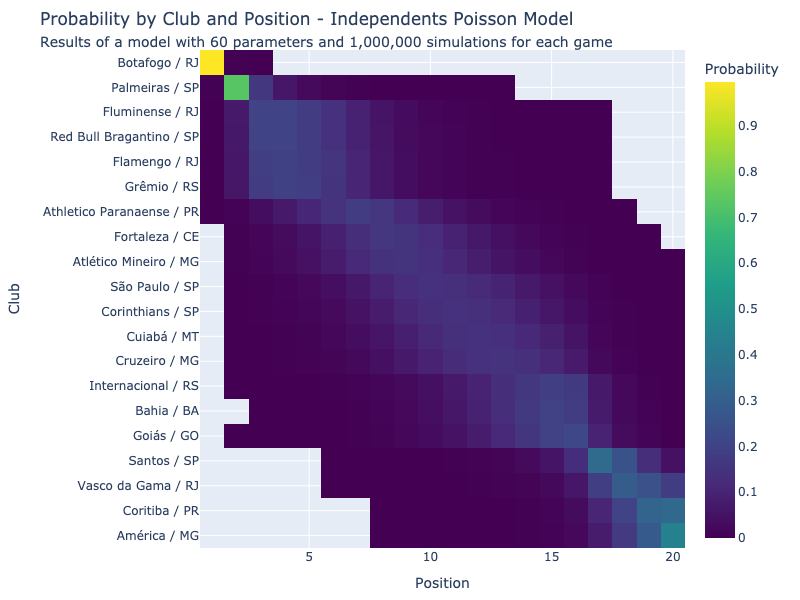 Probability by Club and Position - Independents Poisson Model
Results of a model with 60 parameters and 1,000,000 simulations for each game
Probability
Botafogo / RJ
Palmeiras / SP
Fluminense / RJ
Red Bull Bragantino / SP
Flamengo / RJ
Grêmio / RS
Athletico Paranaense / PR
Fortaleza / CE
Atlético Mineiro / MG
São Paulo / SP
Corinthians / SP
Cuiabá / MT
Cruzeiro / MG
Internacional / RS
Bahia / BA
Goiás / GO
Santos / SP
Vasco da Gama / RJ
Coritiba / PR
América / MG
Club
5
10
15
20
Position
0.9
0.8
0.7
0.6
0.5
0.4
0.3
0.2
0.1
0